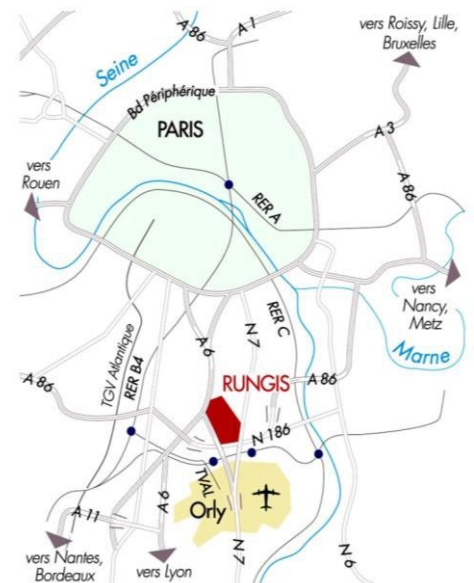 A 86
A 1
vers Roissy, Lille,
Bruxelles
Seine
Bd Périphérique
PARIS
A 3
vers
Rouen
A 86
RER A
vers
Nancy,
Metz
RER C
Marne
TGV Atlantique
RER B4
A 6
N 7
A 86
RUNGIS
A 86
N 186
TVAL
Orly
A 11
A 6
N 7
N 6
vers Nantes,
Bordeaux
vers Lyon